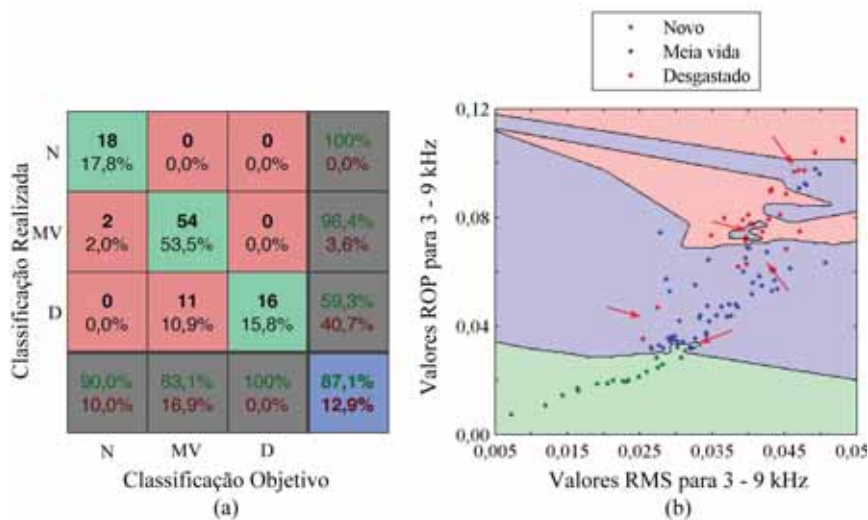 Novo
Meia vida
Desgastado
Classificação Realizada
N
18
17,8%
0
0,0%
0
0,0%
100%
0,0%
MV
2
2,0%
54
53,5%
0
0,0%
96,4%
3,6%
D
0
0,0%
11
10,9%
16
15,8%
59,3%
40,7%
90,0%
10,0%
83,1%
16,9%
100%
0,0%
87,1%
12,9%
N MV D
Classificação Objetivo
(a)
Valores ROP para 3 - 9 kHz
0,12
0,08
0,04
0,00
0,005 0,015 0,025 0,035 0,045 0,05
Valores RMS para 3 - 9 kHz
(b)